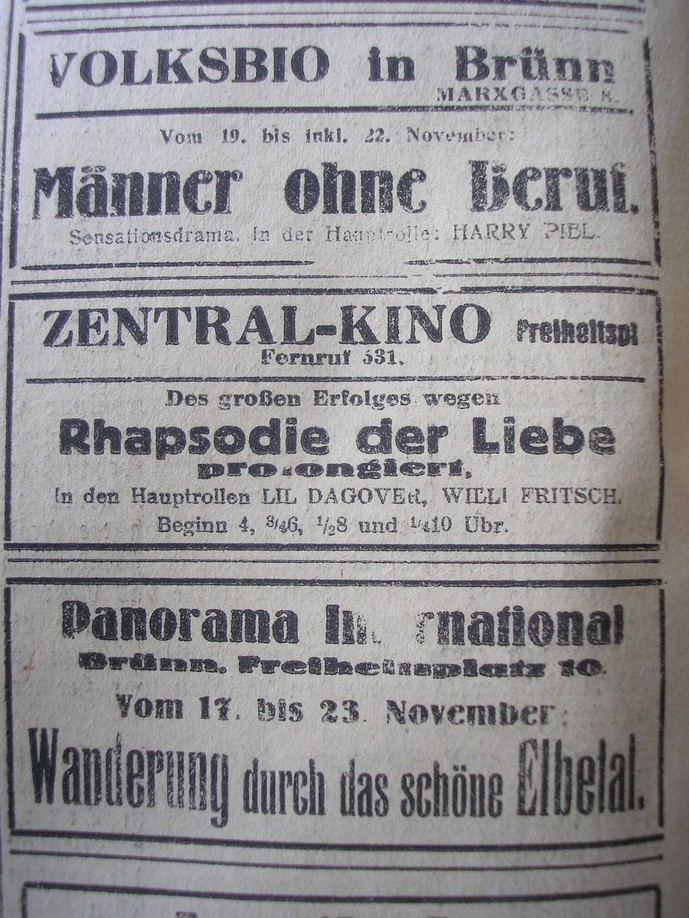 VOLKSBIO in Brünn
MARXGASSE 8.
Vom 19. bis inkl. 22. November:
Männer ohne Beruf.
Sensationsdrama. In der Hauptrolle: HARRY PIEL.
ZENTRAL-KINO Freiheitspl
Fernruf 531.
Des großen Erfolges wegen
Rhapsodie der Liebe
prolongiert.
In den Hauptrollen LIL DAGOVER, WILLI FRITSCH.
Beginn 4, ¾6, ½8 und ¼10 Uhr.
Panorama International
Brünn, Freiheitsplatz 10.
Vom 17. bis 23. November:
Wanderung durch das schöne Elbetal.